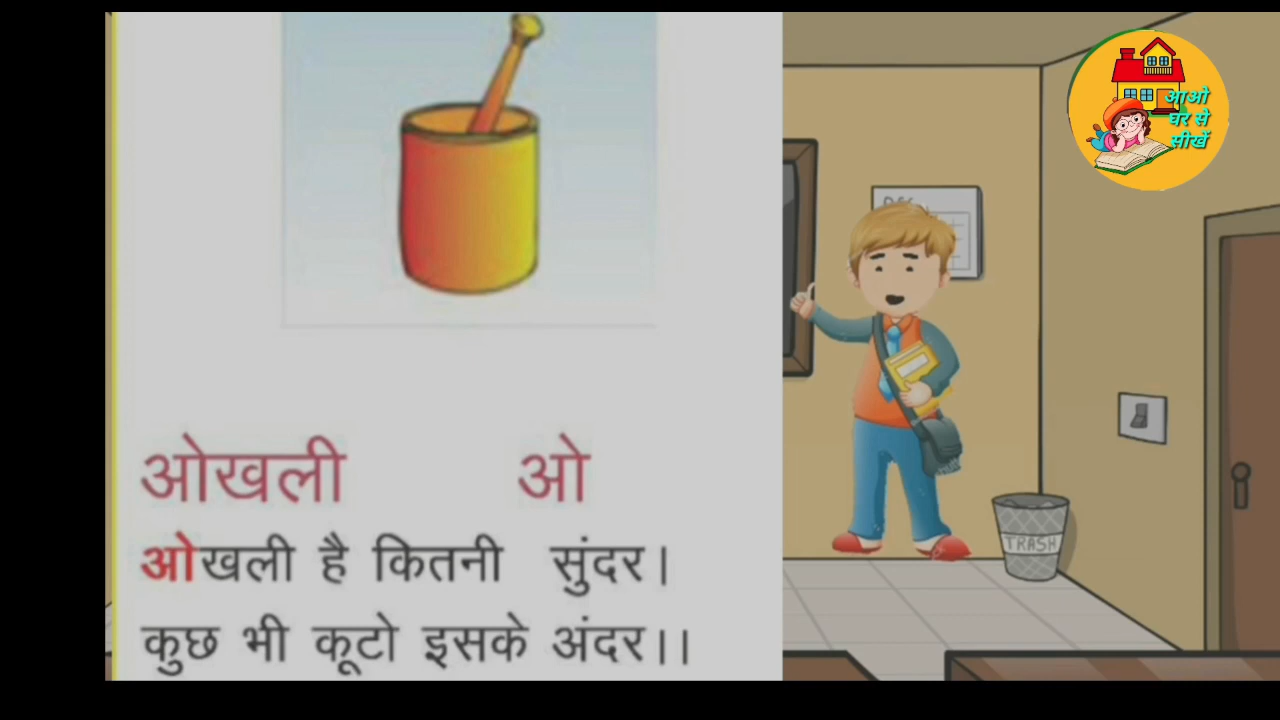 ओखली ओ
ओखली है कितनी सुंदर।
कुछ भी कूटो इसके अंदर।।
आओ
घर से
सीखें
TRASH